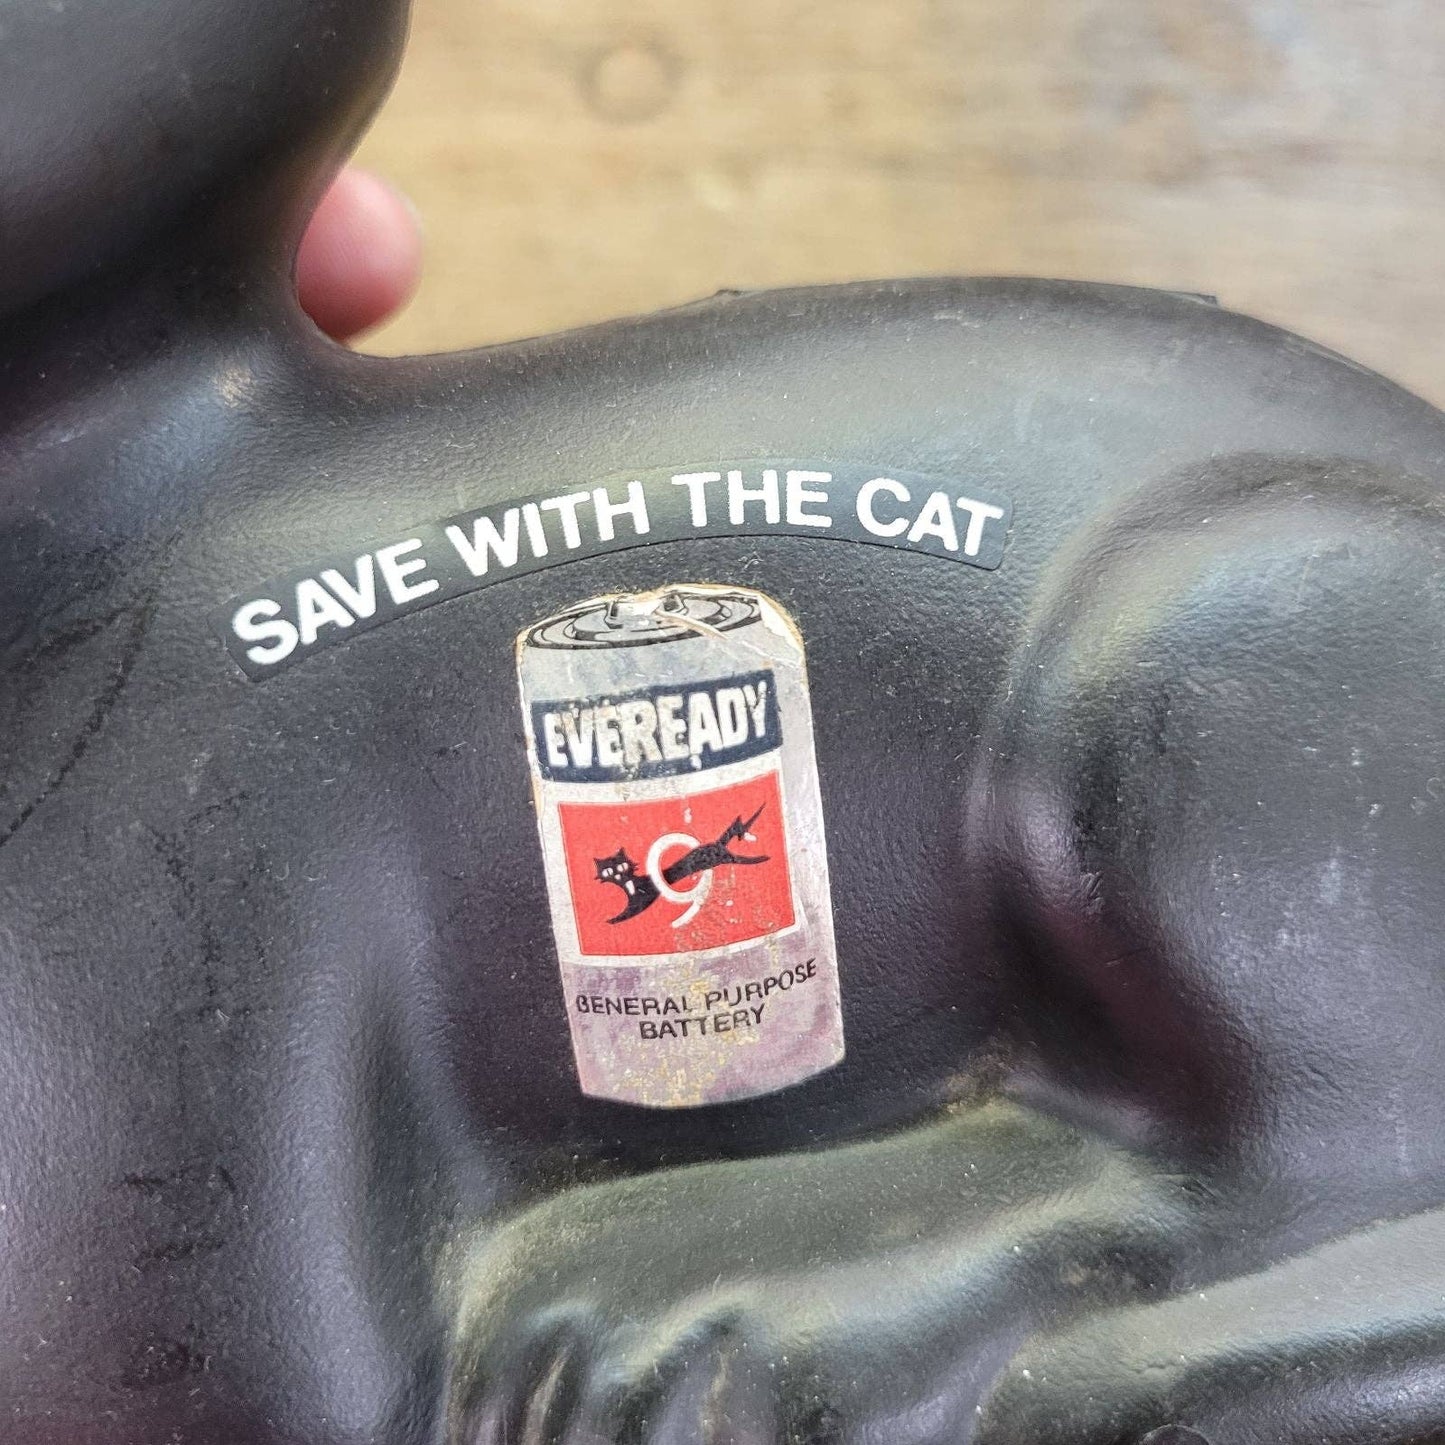 SAVE WITH THE CAT
EVEREADY
9
GENERAL PURPOSE
BATTERY